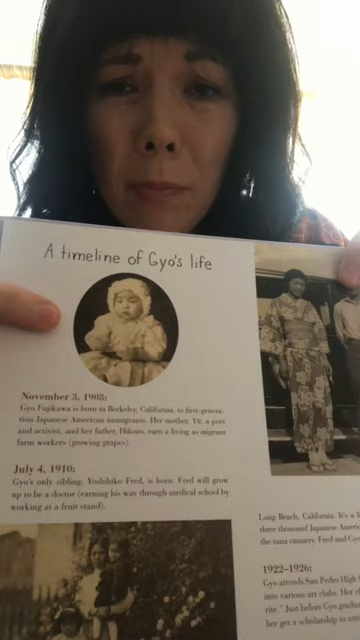 A timeline of Gyo's life
November 3, 1908:
Gyo Fujikawa is born in Berkeley, California, to first-genera-
tion Japanese American immigrants. Her mother, Yū, a poet
and activist, and her father, Hikozo, earn a living as migrant
farm workers (growing grapes).
July 4, 1910:
Gyo's only sibling, Yoshihiko Fred, is born. Fred will grow
up to be a doctor (earning his way through medical school by
working at a fruit stand).
Long Beach, California. It's a
three thousand Japanese Americ
the tuna cannery. Fred and Gyo
1922–1926:
Gyo attends San Pedro High
into various art clubs. Her cl
rite." Just before Gyo gradu
her get a scholarship to